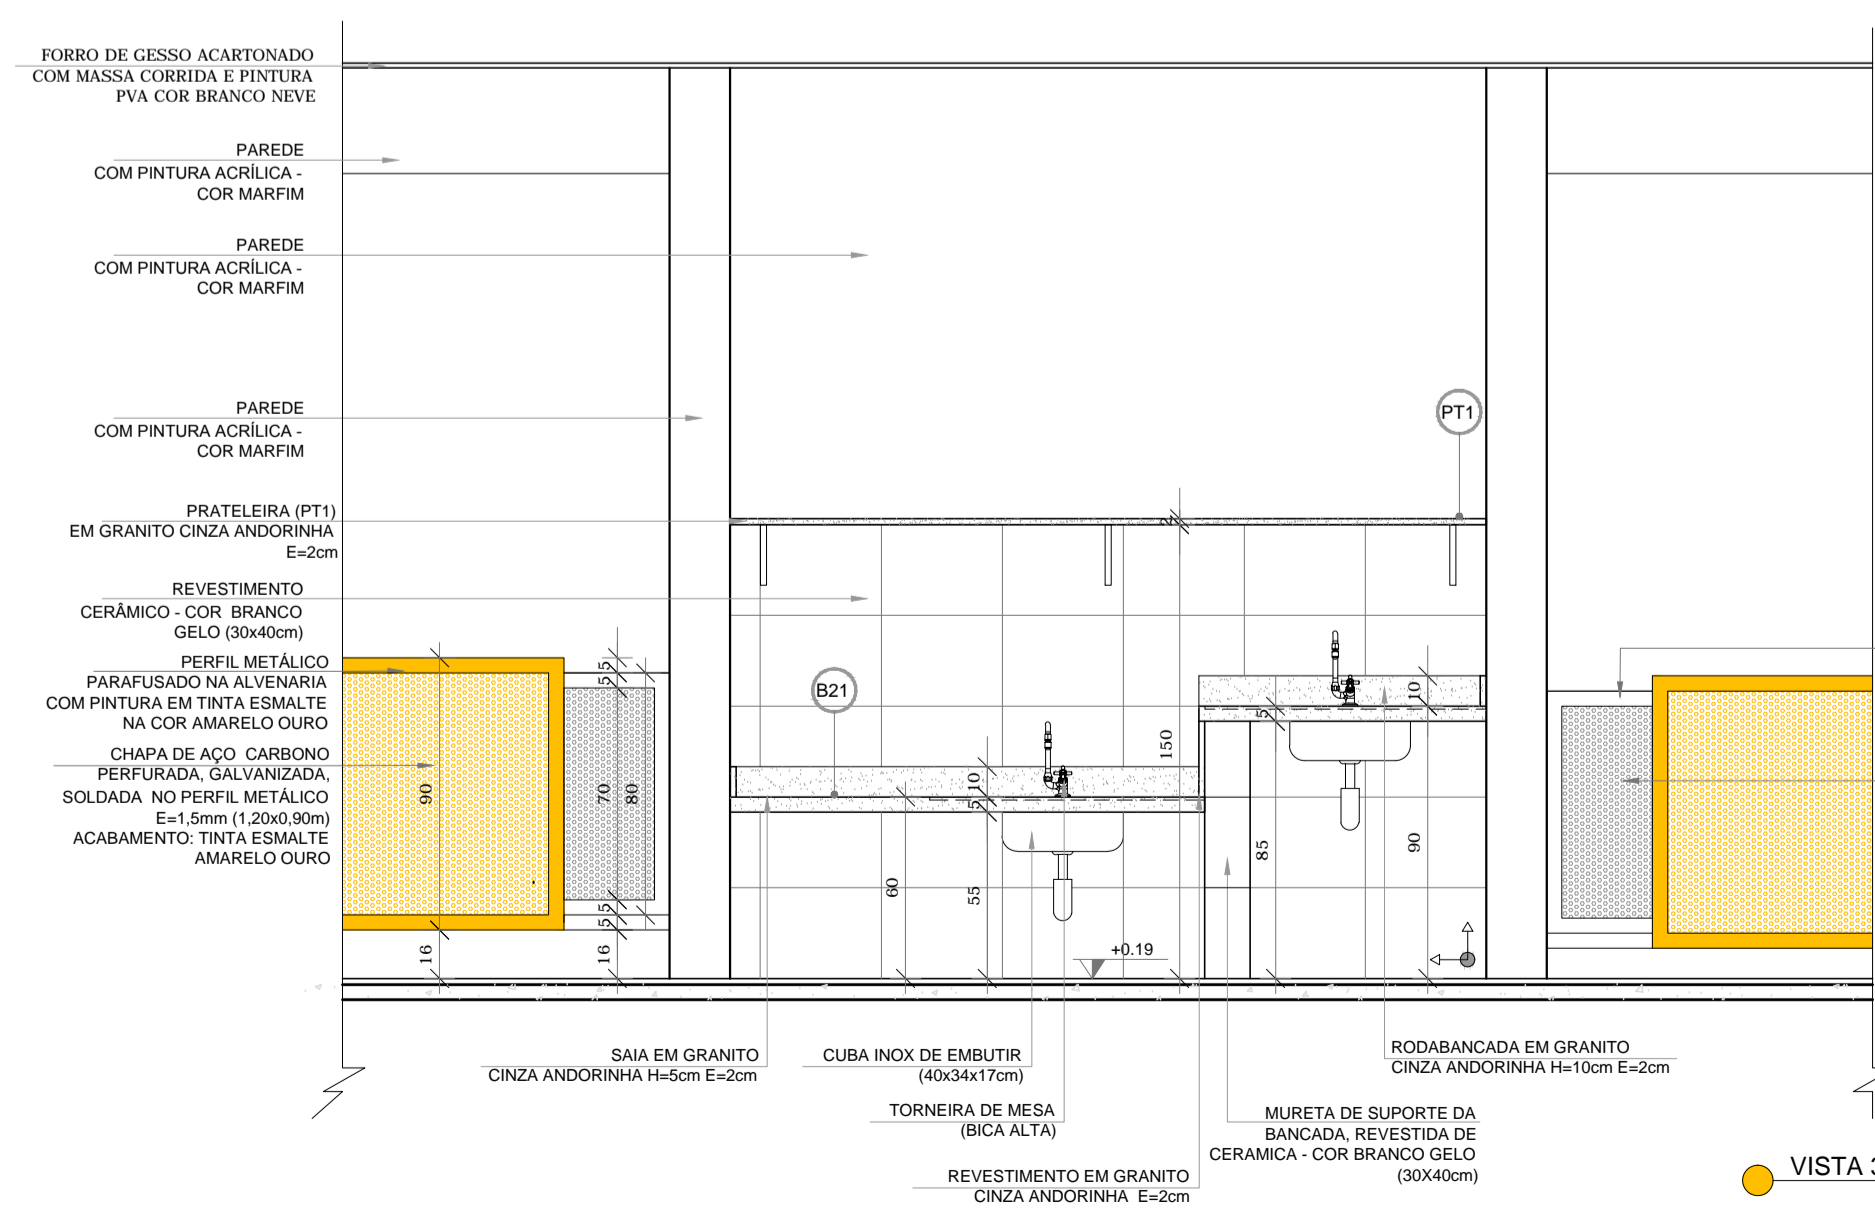 FORRO DE GESSO ACARTONADO
COM MASSA CORRIDA E PINTURA
PVA COR BRANCO NEVE
PAREDE
COM PINTURA ACRÍLICA -
COR MARFIM
PAREDE
COM PINTURA ACRÍLICA -
COR MARFIM
PAREDE
COM PINTURA ACRÍLICA -
COR MARFIM
PT1
PRATELEIRA (PT1)
EM GRANITO CINZA ANDORINHA
E=2cm
2
REVESTIMENTO
CERÂMICO - COR BRANCO
GELO (30x40cm)
PERFIL METÁLICO
PARAFUSADO NA ALVENARIA
COM PINTURA EM TINTA ESMALTE
NA COR AMARELO OURO
CHAPA DE AÇO CARBONO
PERFURADA, GALVANIZADA,
SOLDADA NO PERFIL METÁLICO
E=1,5mm (1,20x0,90m)
ACABAMENTO: TINTA ESMALTE
AMARELO OURO
90
16
5
5
70
80
5
5
16
B21
10
5
60
55
150
5
10
85
90
+0.19
SAIA EM GRANITO
CINZA ANDORINHA H=5cm E=2cm
CUBA INOX DE EMBUTIR
(40x34x17cm)
TORNEIRA DE MESA
(BICA ALTA)
REVESTIMENTO EM GRANITO
CINZA ANDORINHA E=2cm
MURETA DE SUPORTE DA
BANCADA, REVESTIDA DE
CERAMICA - COR BRANCO GELO
(30X40cm)
RODABANCADA EM GRANITO
CINZA ANDORINHA H=10cm E=2cm
VISTA 3